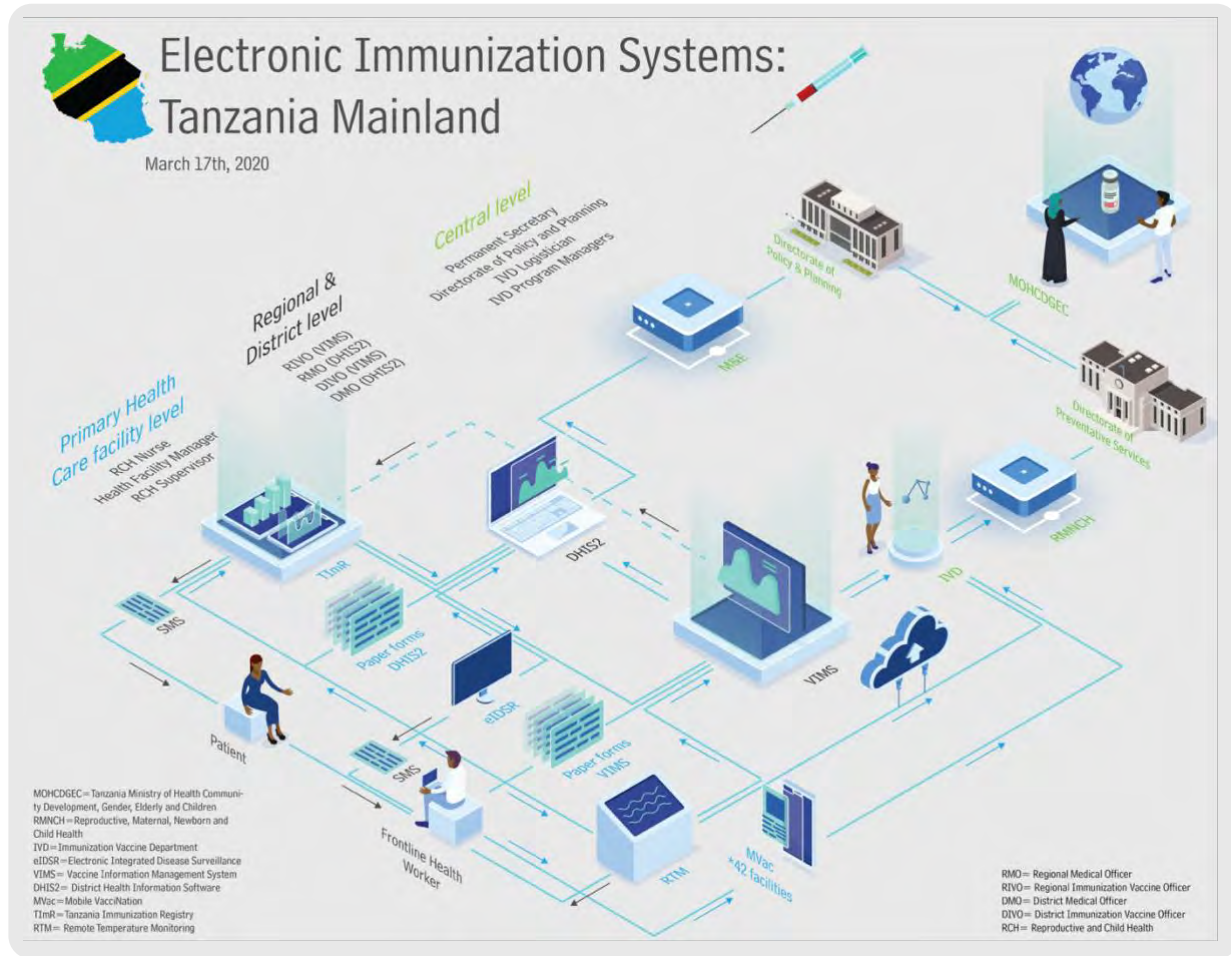 Electronic Immunization Systems:
Tanzania Mainland
March 17th, 2020
Central level
Permanent Secretary
Directorate of Policy and Planning
IVD Logistician
IVD Program Managers
Regional &
District level
RIVO (VIMS)
RMO (DHIS2)
DIVO (VIMS)
DMO (DHIS2)
Primary Health
Care facility level
RCH Nurse
Health Facility Manager
RCH Supervisor
Directorate of
Policy & Planning
MOHCDGEC
M&E
Directorate of
Preventative Services
RMNCH
IVD
DHIS2
TImR
SMS
Paper forms
DHIS2
VIMS
eIDSR
Patient
SMS
Paper forms
VIMS
Frontline Health
Worker
RTM
MVac
*42 facilities
MOHCDGEC=Tanzania Ministry of Health Communi-
ty Development, Gender, Elderly and Children
RMNCH=Reproductive, Maternal, Newborn and
Child Health
IVD=Immunization Vaccine Department
eIDSR=Electronic Integrated Disease Surveillance
VIMS=Vaccine Information Management System
DHIS2= District Health Information Software
MVac=Mobile VacciNation
TImR=Tanzania Immunization Registry
RTM= Remote Temperature Monitoring
RMO= Regional Medical Officer
RIVO= Regional Immunization Vaccine Officer
DMO= District Medical Officer
DIVO= District Immunization Vaccine Officer
RCH= Reproductive and Child Health